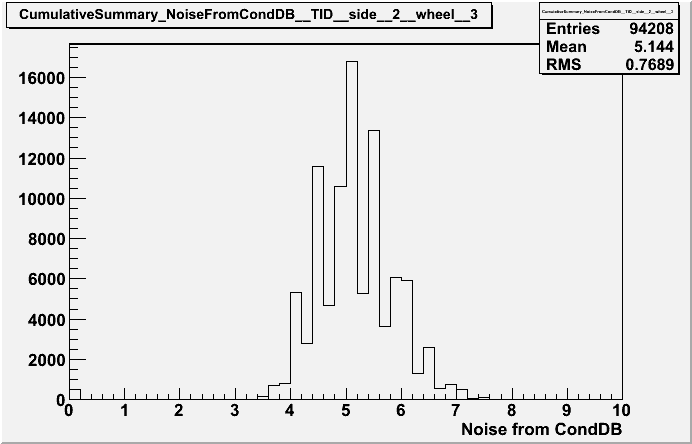 CumulativeSummary_NoiseFromCondDB__TID__side__2__wheel__3
CumulativeSummary_NoiseFromCondDB__TID__side__2__wheel__3
Entries 94208
Mean 5.144
RMS 0.7689
16000
14000
12000
10000
8000
6000
4000
2000
0
0 1 2 3 4 5 6 7 8 9 10
Noise from CondDB